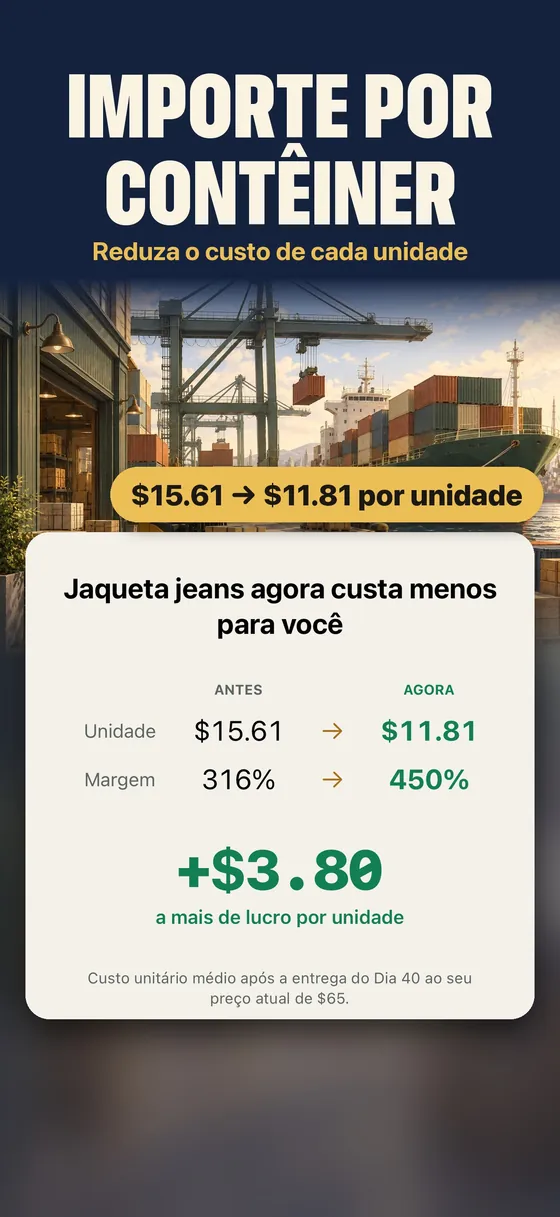 IMPORTE POR
CONTÊINER
Reduza o custo de cada unidade
$15.61 → $11.81 por unidade
Jaqueta jeans agora custa menos
para você
ANTES AGORA
Unidade $15.61 → $11.81
Margem 316% → 450%
+$3.80
a mais de lucro por unidade
Custo unitário médio após a entrega do Dia 40 ao seu
preço atual de $65.